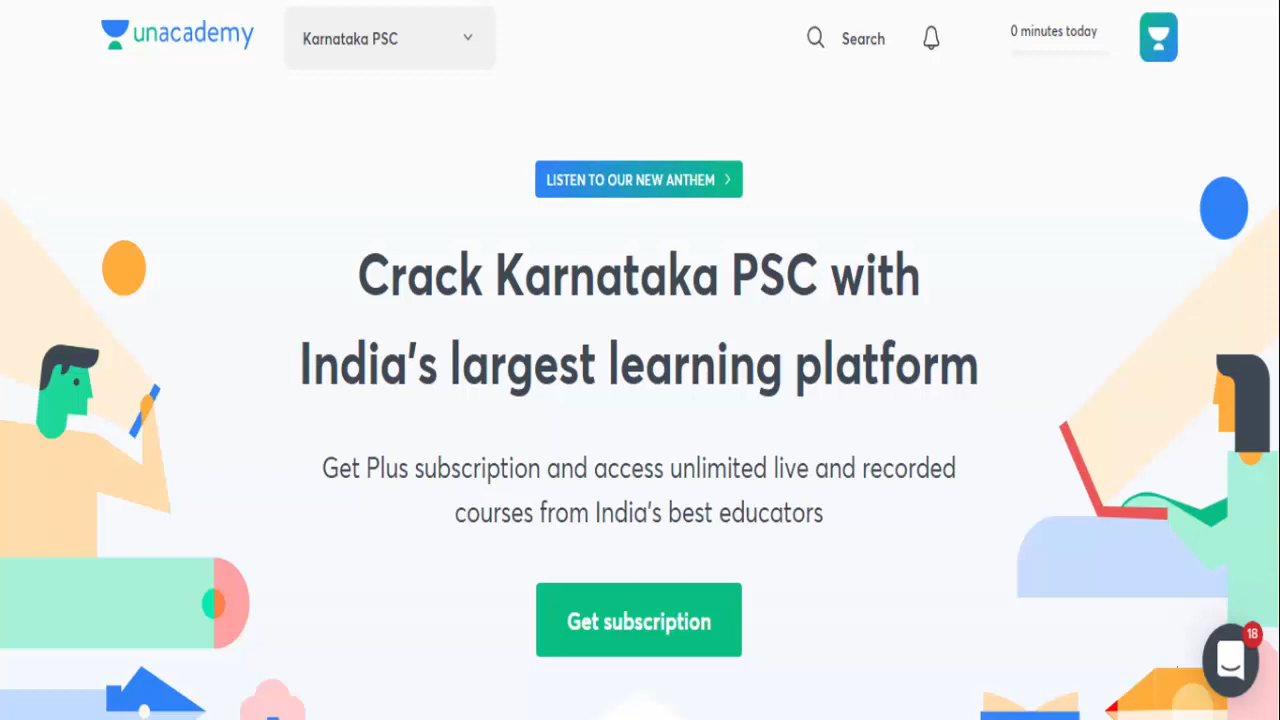 unacademy
Karnataka PSC
Search
0 minutes today
LISTEN TO OUR NEW ANTHEM
Crack Karnataka PSC with
India's largest learning platform
Get Plus subscription and access unlimited live and recorded
courses from India's best educators
Get subscription
18